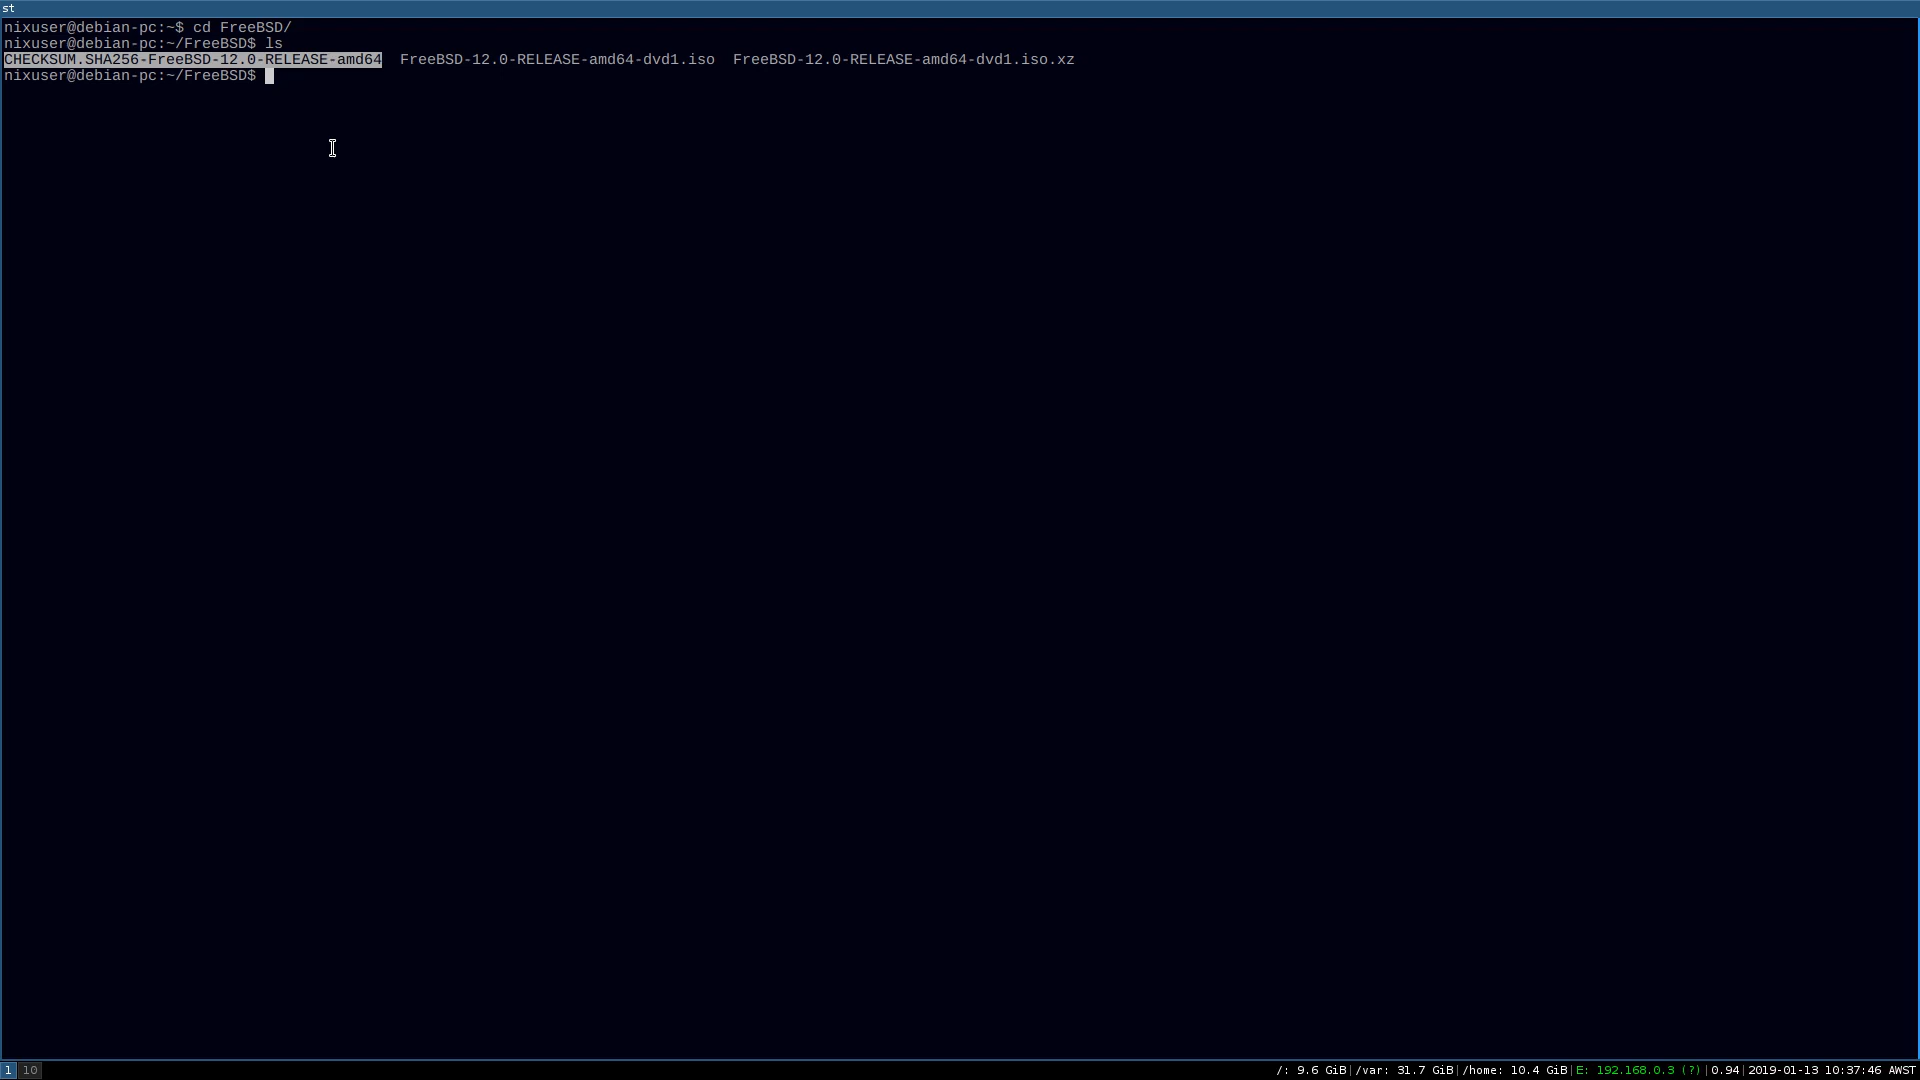 st
nixuser@debian-pc:~$ cd FreeBSD/
nixuser@debian-pc:~/FreeBSD$ ls
CHECKSUM.SHA256-FreeBSD-12.0-RELEASE-amd64  FreeBSD-12.0-RELEASE-amd64-dvd1.iso  FreeBSD-12.0-RELEASE-amd64-dvd1.iso.xz
nixuser@debian-pc:~/FreeBSD$
1 10 /: 9.6 GiB|/var: 31.7 GiB|/home: 10.4 GiB|E: 192.168.0.3 (?)|0.94|2019-01-13 10:37:46 AWST